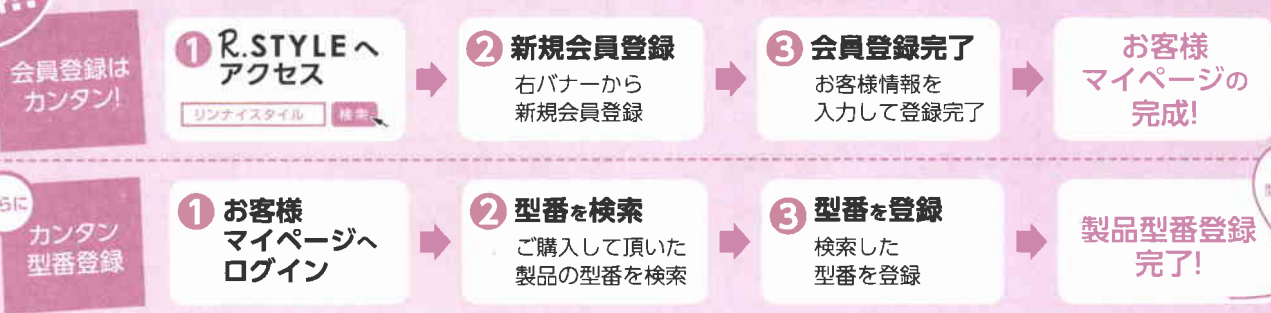 会員登録は
カンタン!
1 R.STYLEへ
アクセス
リンナイスタイル 検索
2 新規会員登録
右バナーから
新規会員登録
3 会員登録完了
お客様情報を
入力して登録完了
お客様
マイページの
完成!
らに
カンタン
型番登録
1 お客様
マイページへ
ログイン
2 型番を検索
ご購入して頂いた
製品の型番を検索
3 型番を登録
検索した
型番を登録
製品型番登録
完了!